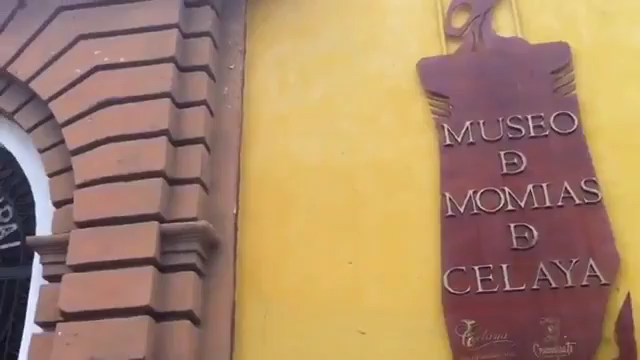 MUSEO
DE
MOMIAS
DE
CELAYA
Celaya